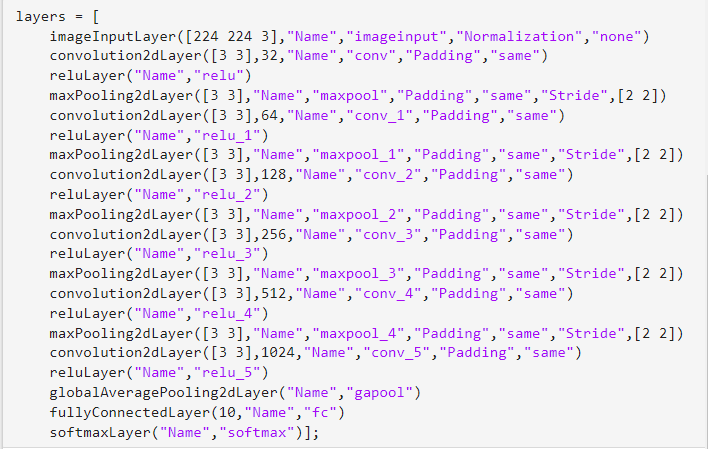 layers = [
    imageInputLayer([224 224 3],"Name","imageinput","Normalization","none")
    convolution2dLayer([3 3],32,"Name","conv","Padding","same")
    reluLayer("Name","relu")
    maxPooling2dLayer([3 3],"Name","maxpool","Padding","same","Stride",[2 2])
    convolution2dLayer([3 3],64,"Name","conv_1","Padding","same")
    reluLayer("Name","relu_1")
    maxPooling2dLayer([3 3],"Name","maxpool_1","Padding","same","Stride",[2 2])
    convolution2dLayer([3 3],128,"Name","conv_2","Padding","same")
    reluLayer("Name","relu_2")
    maxPooling2dLayer([3 3],"Name","maxpool_2","Padding","same","Stride",[2 2])
    convolution2dLayer([3 3],256,"Name","conv_3","Padding","same")
    reluLayer("Name","relu_3")
    maxPooling2dLayer([3 3],"Name","maxpool_3","Padding","same","Stride",[2 2])
    convolution2dLayer([3 3],512,"Name","conv_4","Padding","same")
    reluLayer("Name","relu_4")
    maxPooling2dLayer([3 3],"Name","maxpool_4","Padding","same","Stride",[2 2])
    convolution2dLayer([3 3],1024,"Name","conv_5","Padding","same")
    reluLayer("Name","relu_5")
    globalAveragePooling2dLayer("Name","gapool")
    fullyConnectedLayer(10,"Name","fc")
    softmaxLayer("Name","softmax")];